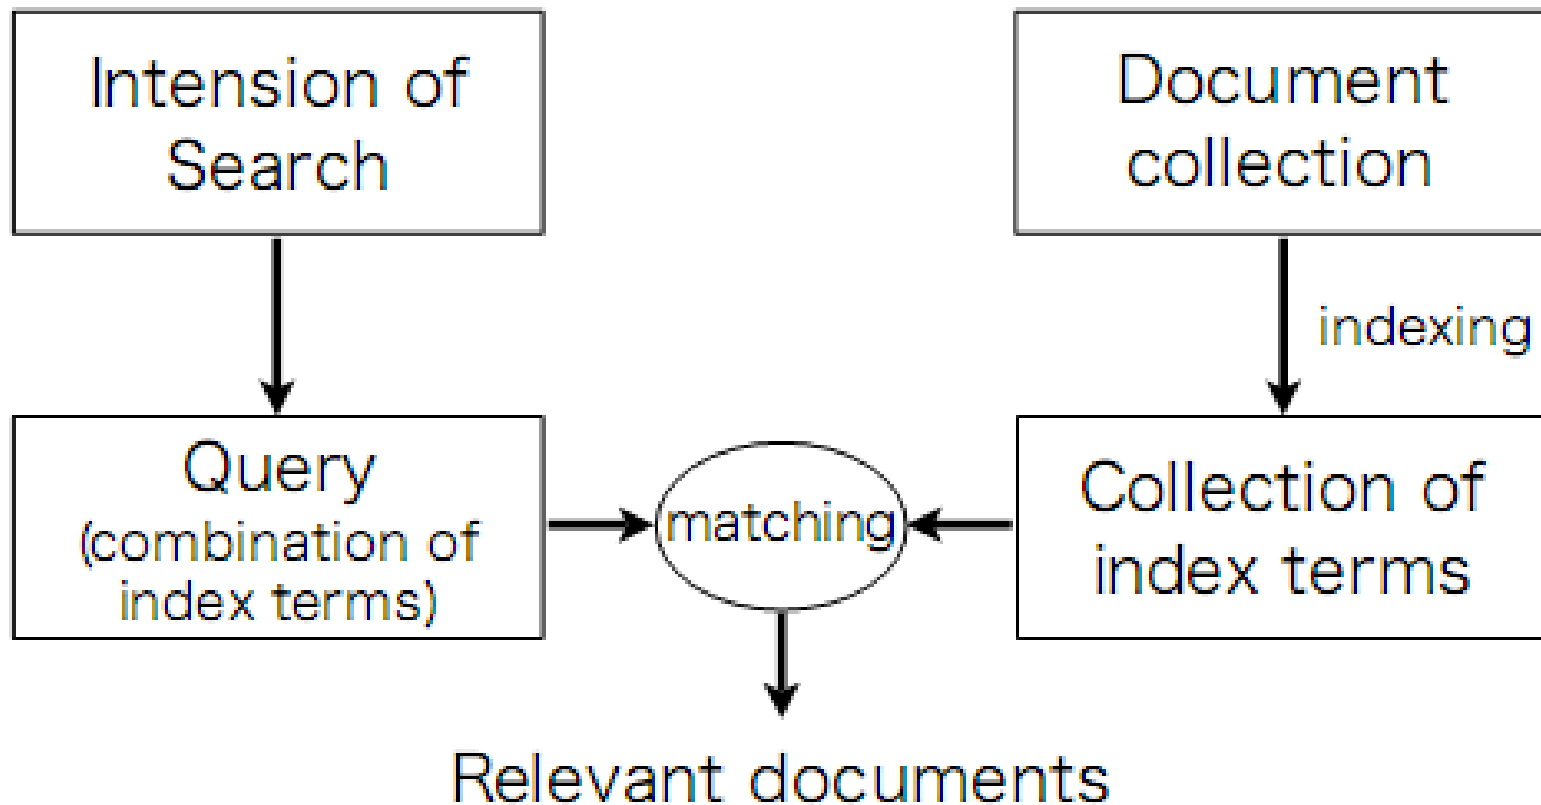 Intension of
Search
Document
collection
indexing
Query
(combination of
index terms)
matching
Collection of
index terms
Relevant documents